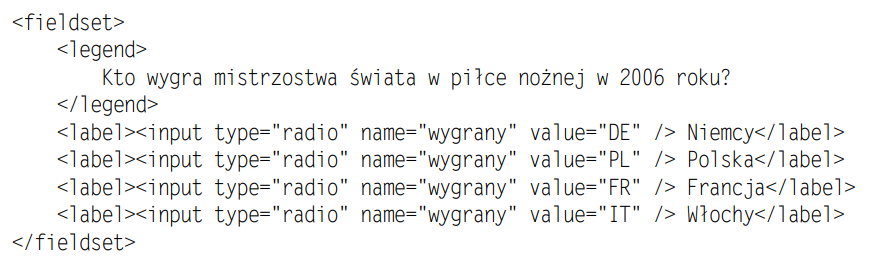 <fieldset>
    <legend>
        Kto wygra mistrzostwa świata w piłce nożnej w 2006 roku?
    </legend>
    <label><input type="radio" name="wygrany" value="DE" /> Niemcy</label>
    <label><input type="radio" name="wygrany" value="PL" /> Polska</label>
    <label><input type="radio" name="wygrany" value="FR" /> Francja</label>
    <label><input type="radio" name="wygrany" value="IT" /> Włochy</label>
</fieldset>